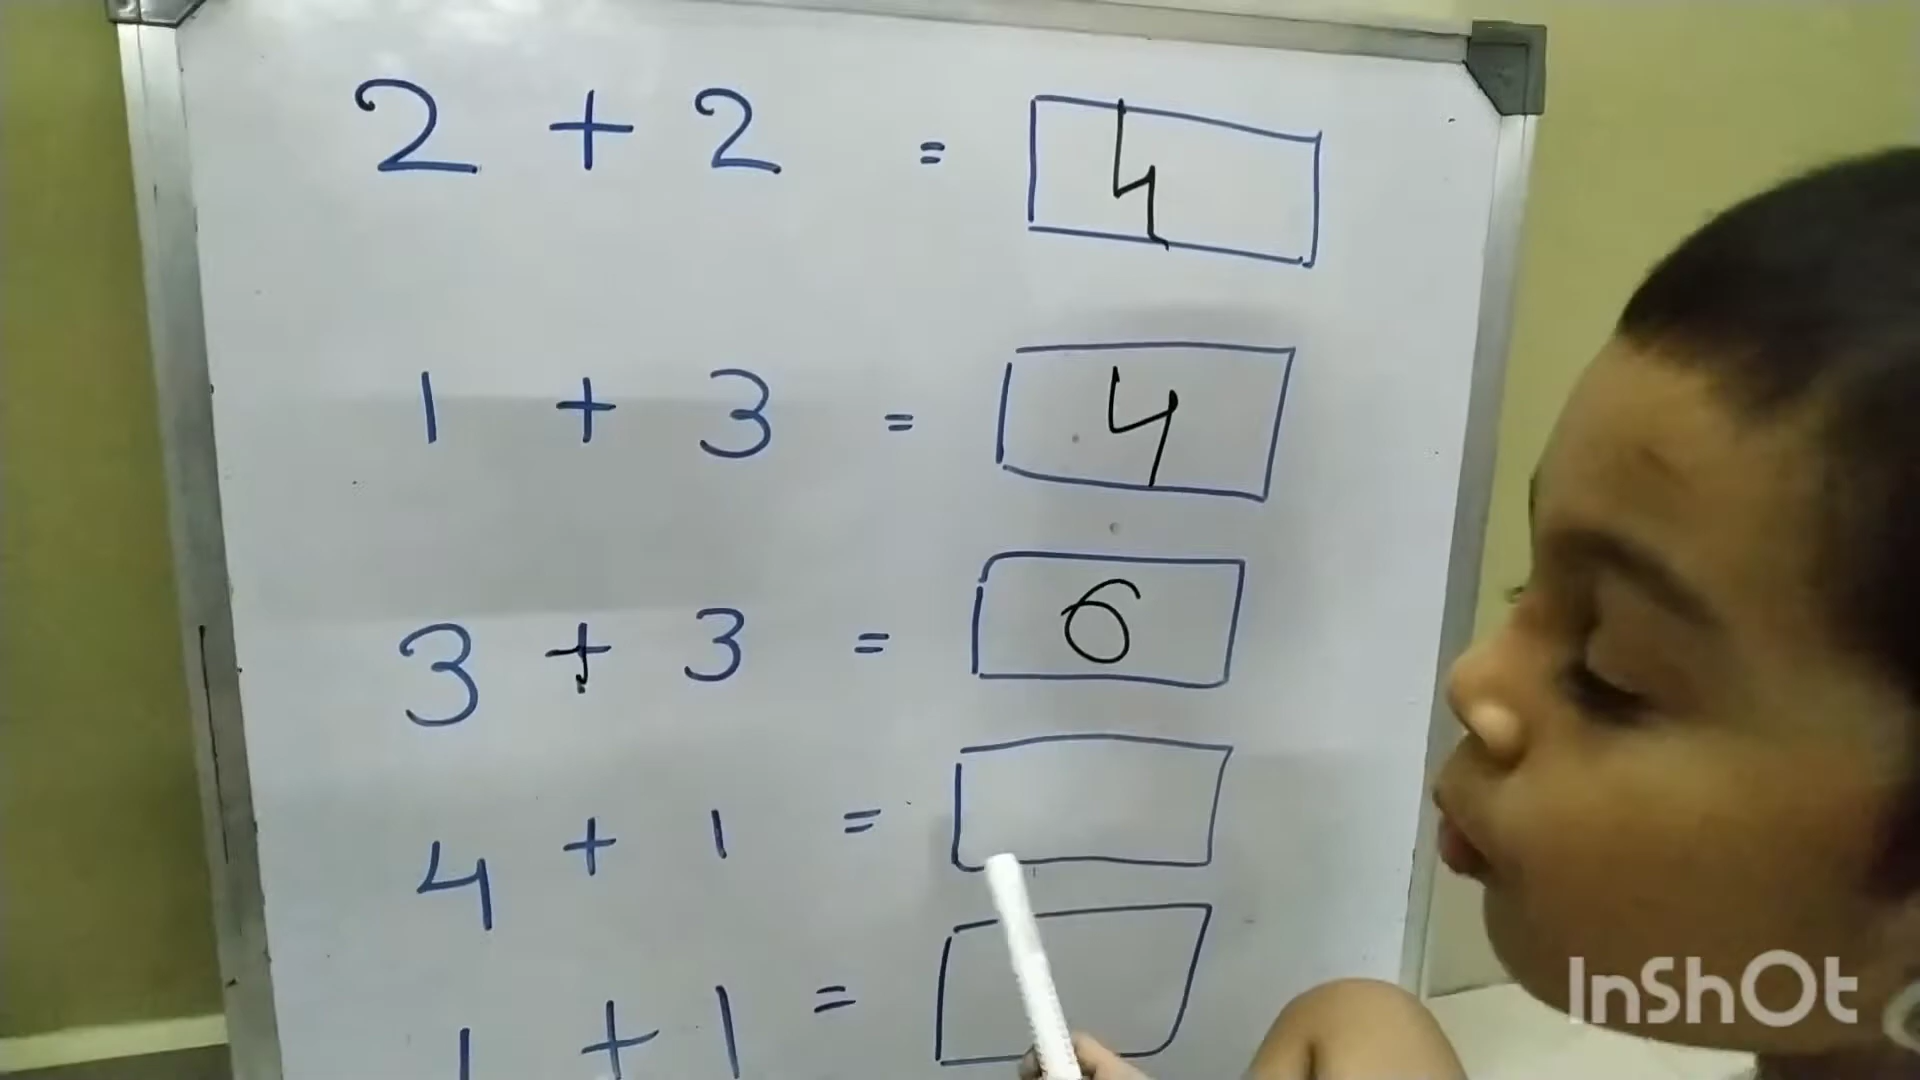 2 + 2 = 4
1 + 3 = 4
3 + 3 = 6
4 + 1 =
1 + 1 =
InShOt